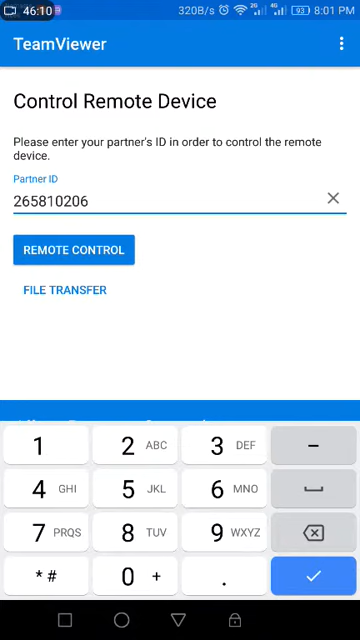 46:10 320B/s 2G 4G 93 8:01 PM
TeamViewer
Control Remote Device
Please enter your partner's ID in order to control the remote
device.
Partner ID
265810206
REMOTE CONTROL
FILE TRANSFER
1 2 ABC 3 DEF –
4 GHI 5 JKL 6 MNO
7 PRQS 8 TUV 9 WXYZ
* # 0 + .